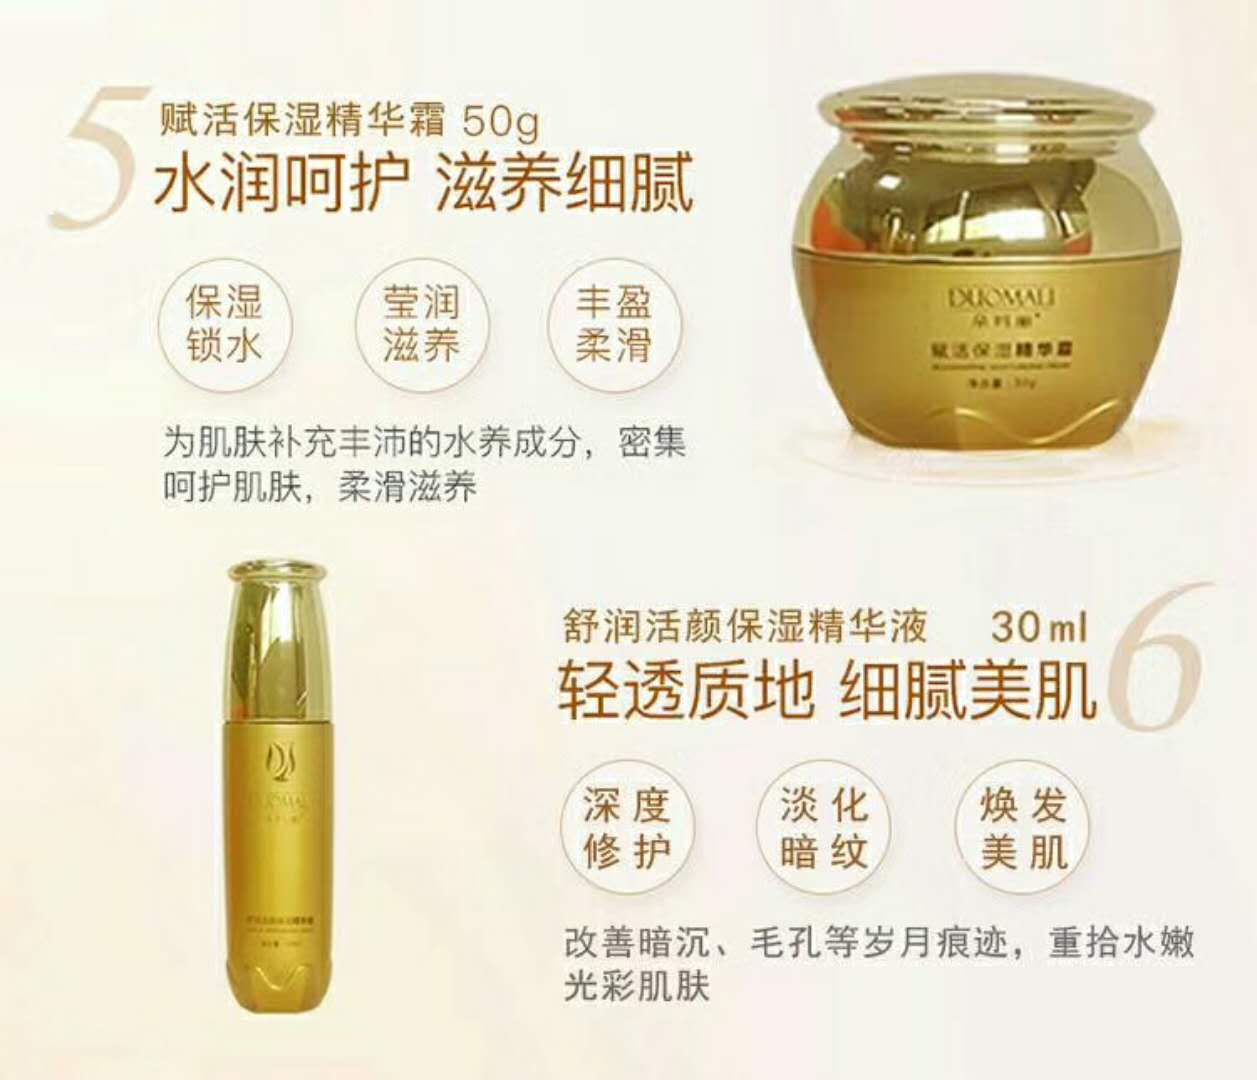 5
赋活保湿精华霜 50g
水润呵护 滋养细腻
保湿
锁水
莹润
滋养
丰盈
柔滑
为肌肤补充丰沛的水养成分，密集
呵护肌肤，柔滑滋养
DUOMALI
赋活保湿精华霜
净含量：50g
6
舒润活颜保湿精华液 30ml
轻透质地 细腻美肌
深度
修护
淡化
暗纹
焕发
美肌
改善暗沉、毛孔等岁月痕迹，重拾水嫩
光彩肌肤
DUOMALI